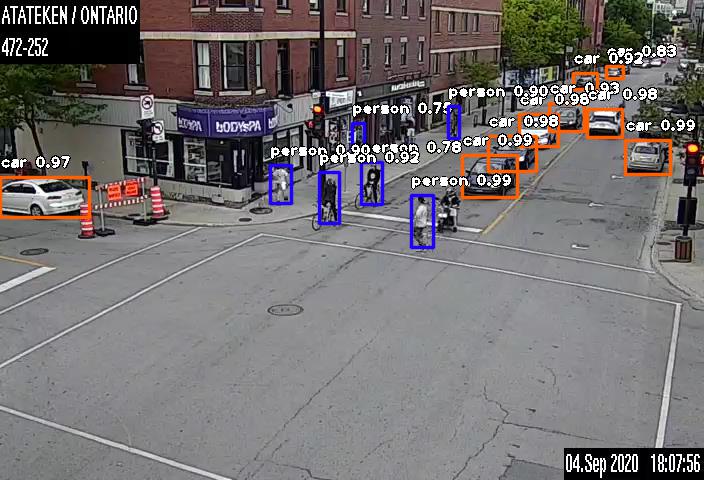 ATATEKEN / ONTARIO
472-252
car 0.83
car 0.92
car 0.93
person 0.90
car 0.98
person 0.75
car 0.98
car 0.98
car 0.99
car 0.99
person 0.78
person 0.90
person 0.92
car 0.97
person 0.99
BODYSPA
BODYSPA
04.Sep 2020 18:07:56